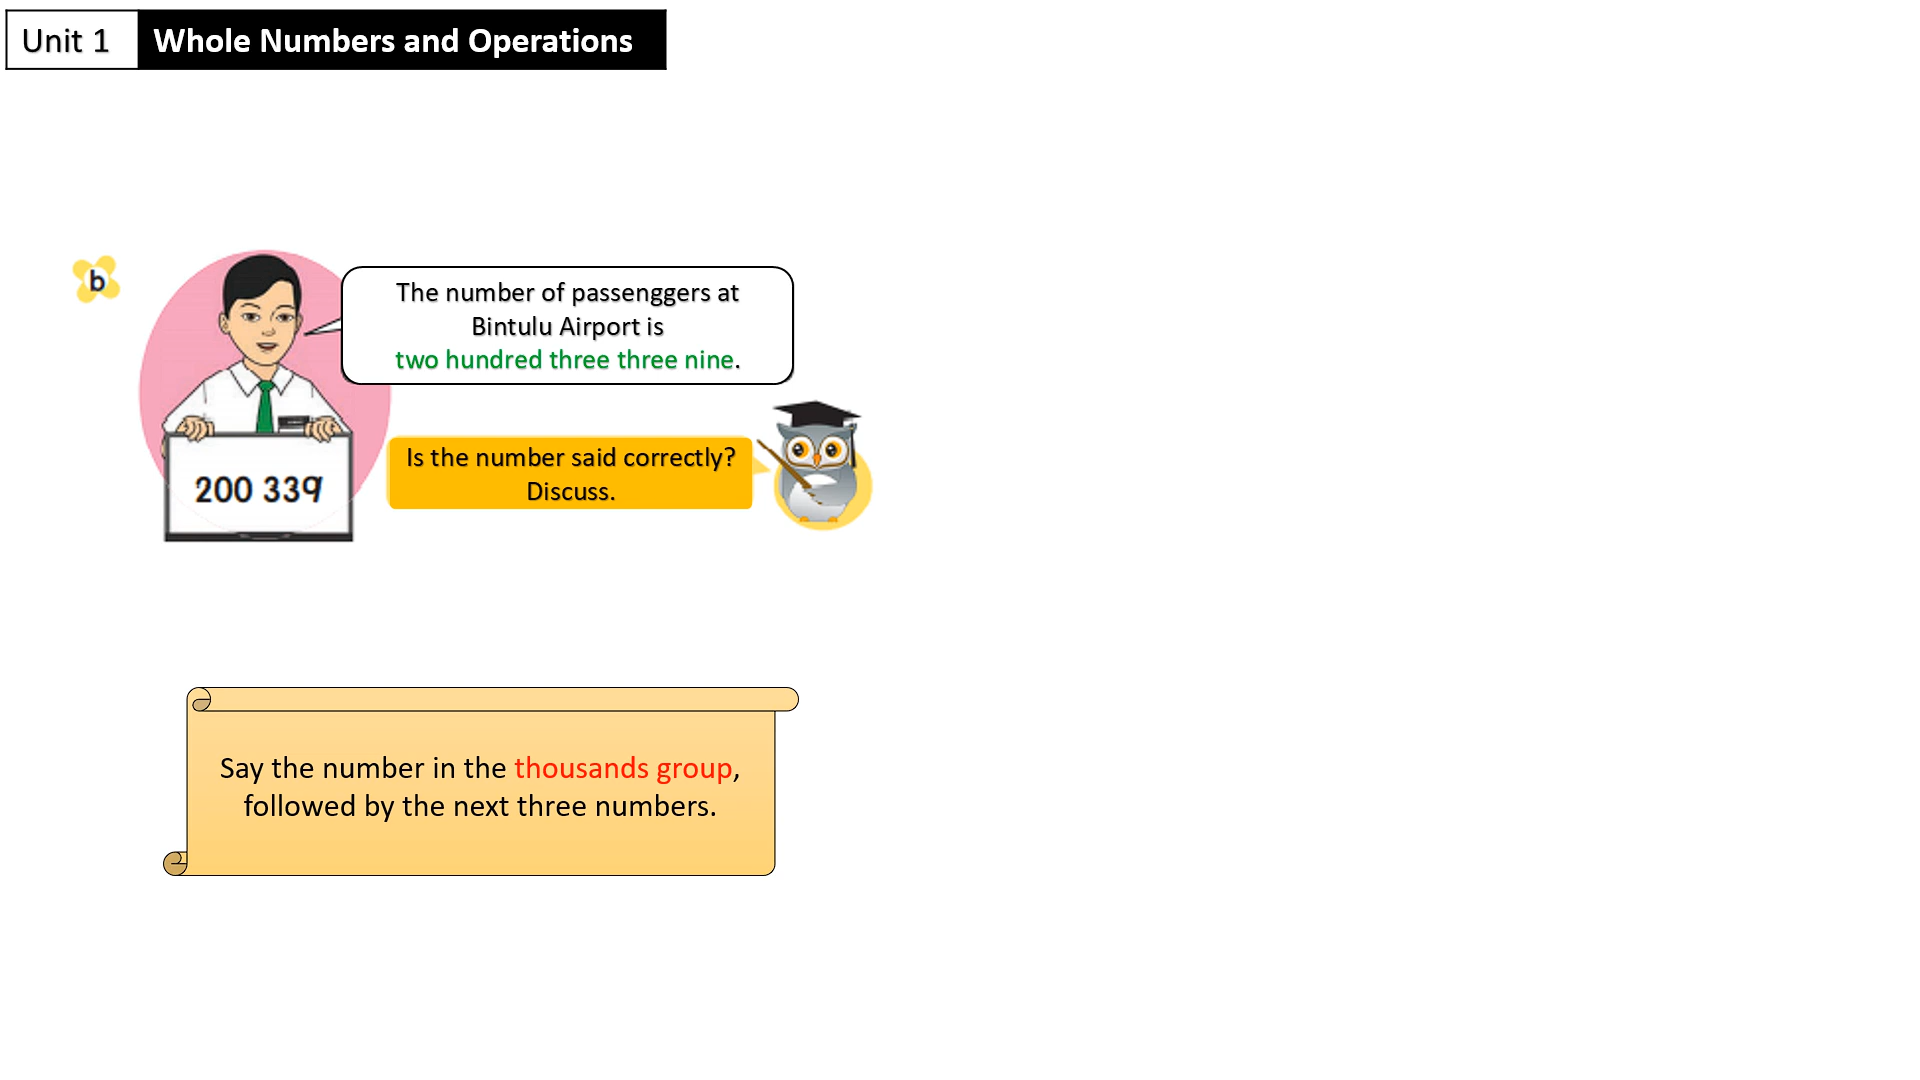 Unit 1
Whole Numbers and Operations
b
The number of passenggers at
Bintulu Airport is
two hundred three three nine.
200 339
Is the number said correctly?
Discuss.
Say the number in the thousands group,
followed by the next three numbers.